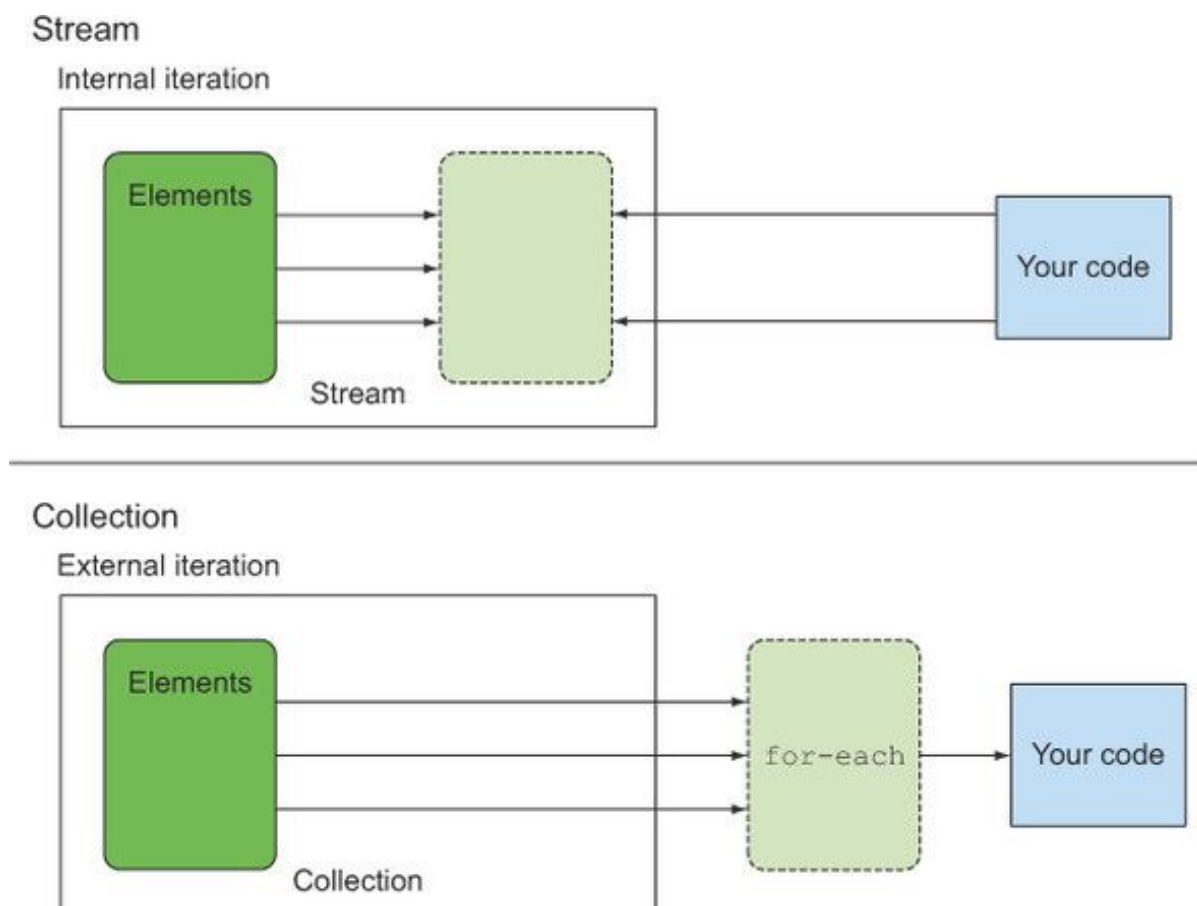 Stream
Internal iteration
Elements
Your code
Stream
Collection
External iteration
Elements
for-each
Your code
Collection